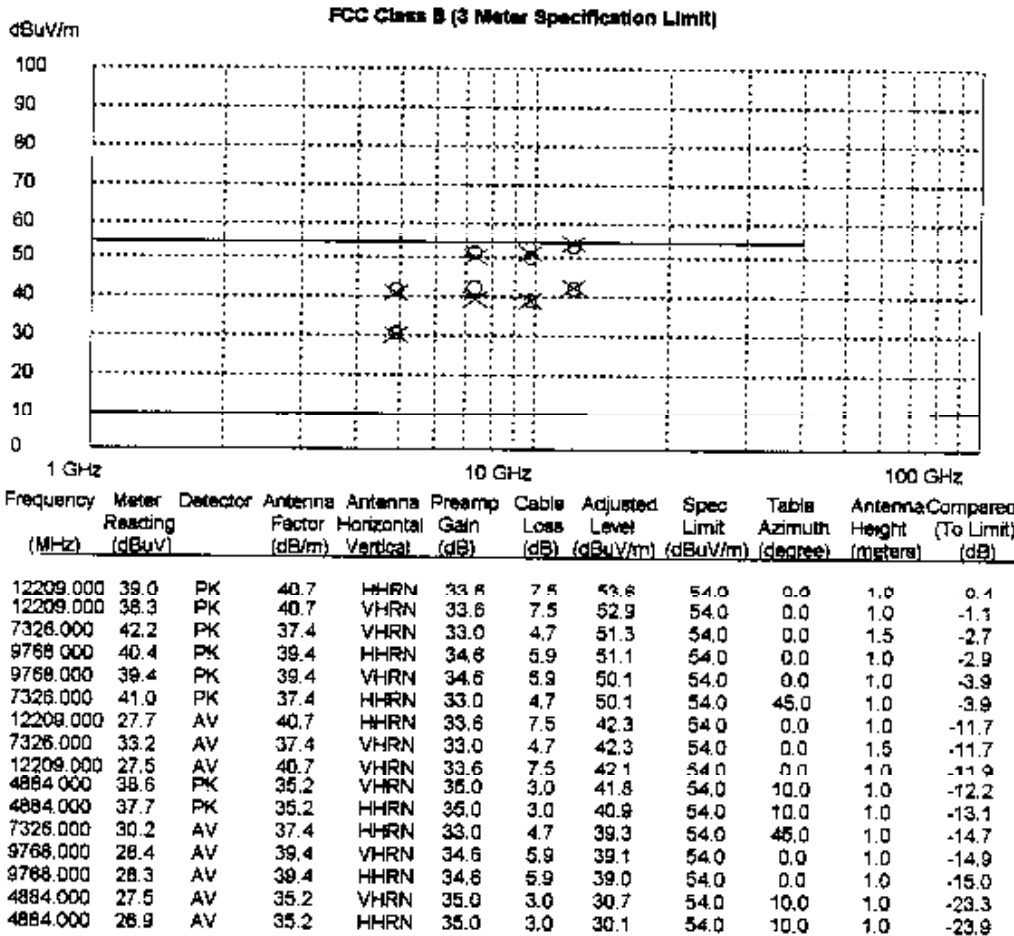 FCC Class B (3 Meter Specification Limit)
dBuV/m
100
90
80
70
60
50
40
30
20
10
0
1 GHz 10 GHz 100 GHz
Frequency Meter Detector Antenna Antenna Preamp Cable Adjusted Spec Table Antenna Compared
Reading Factor Horizontal Gain Loss Level Limit Azimuth Height (To Limit)
(MHz) (dBuV) (dB/m) Vertical (dB) (dB) (dBuV/m) (dBuV/m) (degree) (meters) (dB)
12209.000 39.0 PK 40.7 HHRN 33.6 7.5 53.6 54.0 0.0 1.0 -0.4
12209.000 38.3 PK 40.7 VHRN 33.6 7.5 52.9 54.0 0.0 1.0 -1.1
7326.000 42.2 PK 37.4 VHRN 33.0 4.7 51.3 54.0 0.0 1.5 -2.7
9768.000 40.4 PK 39.4 HHRN 34.6 5.9 51.1 54.0 0.0 1.0 -2.9
9768.000 39.4 PK 39.4 VHRN 34.6 5.9 50.1 54.0 0.0 1.0 -3.9
7326.000 41.0 PK 37.4 HHRN 33.0 4.7 50.1 54.0 45.0 1.0 -3.9
12209.000 27.7 AV 40.7 HHRN 33.6 7.5 42.3 54.0 0.0 1.0 -11.7
7326.000 33.2 AV 37.4 VHRN 33.0 4.7 42.3 54.0 0.0 1.5 -11.7
12209.000 27.5 AV 40.7 VHRN 33.6 7.5 42.1 54.0 0.0 1.0 -11.9
4884.000 38.6 PK 35.2 VHRN 35.0 3.0 41.8 54.0 10.0 1.0 -12.2
4884.000 37.7 PK 35.2 HHRN 35.0 3.0 40.9 54.0 10.0 1.0 -13.1
7326.000 30.2 AV 37.4 HHRN 33.0 4.7 39.3 54.0 45.0 1.0 -14.7
9768.000 28.4 AV 39.4 VHRN 34.6 5.9 39.1 54.0 0.0 1.0 -14.9
9768.000 28.3 AV 39.4 HHRN 34.6 5.9 39.0 54.0 0.0 1.0 -15.0
4884.000 27.5 AV 35.2 VHRN 35.0 3.0 30.7 54.0 10.0 1.0 -23.3
4884.000 26.9 AV 35.2 HHRN 35.0 3.0 30.1 54.0 10.0 1.0 -23.9